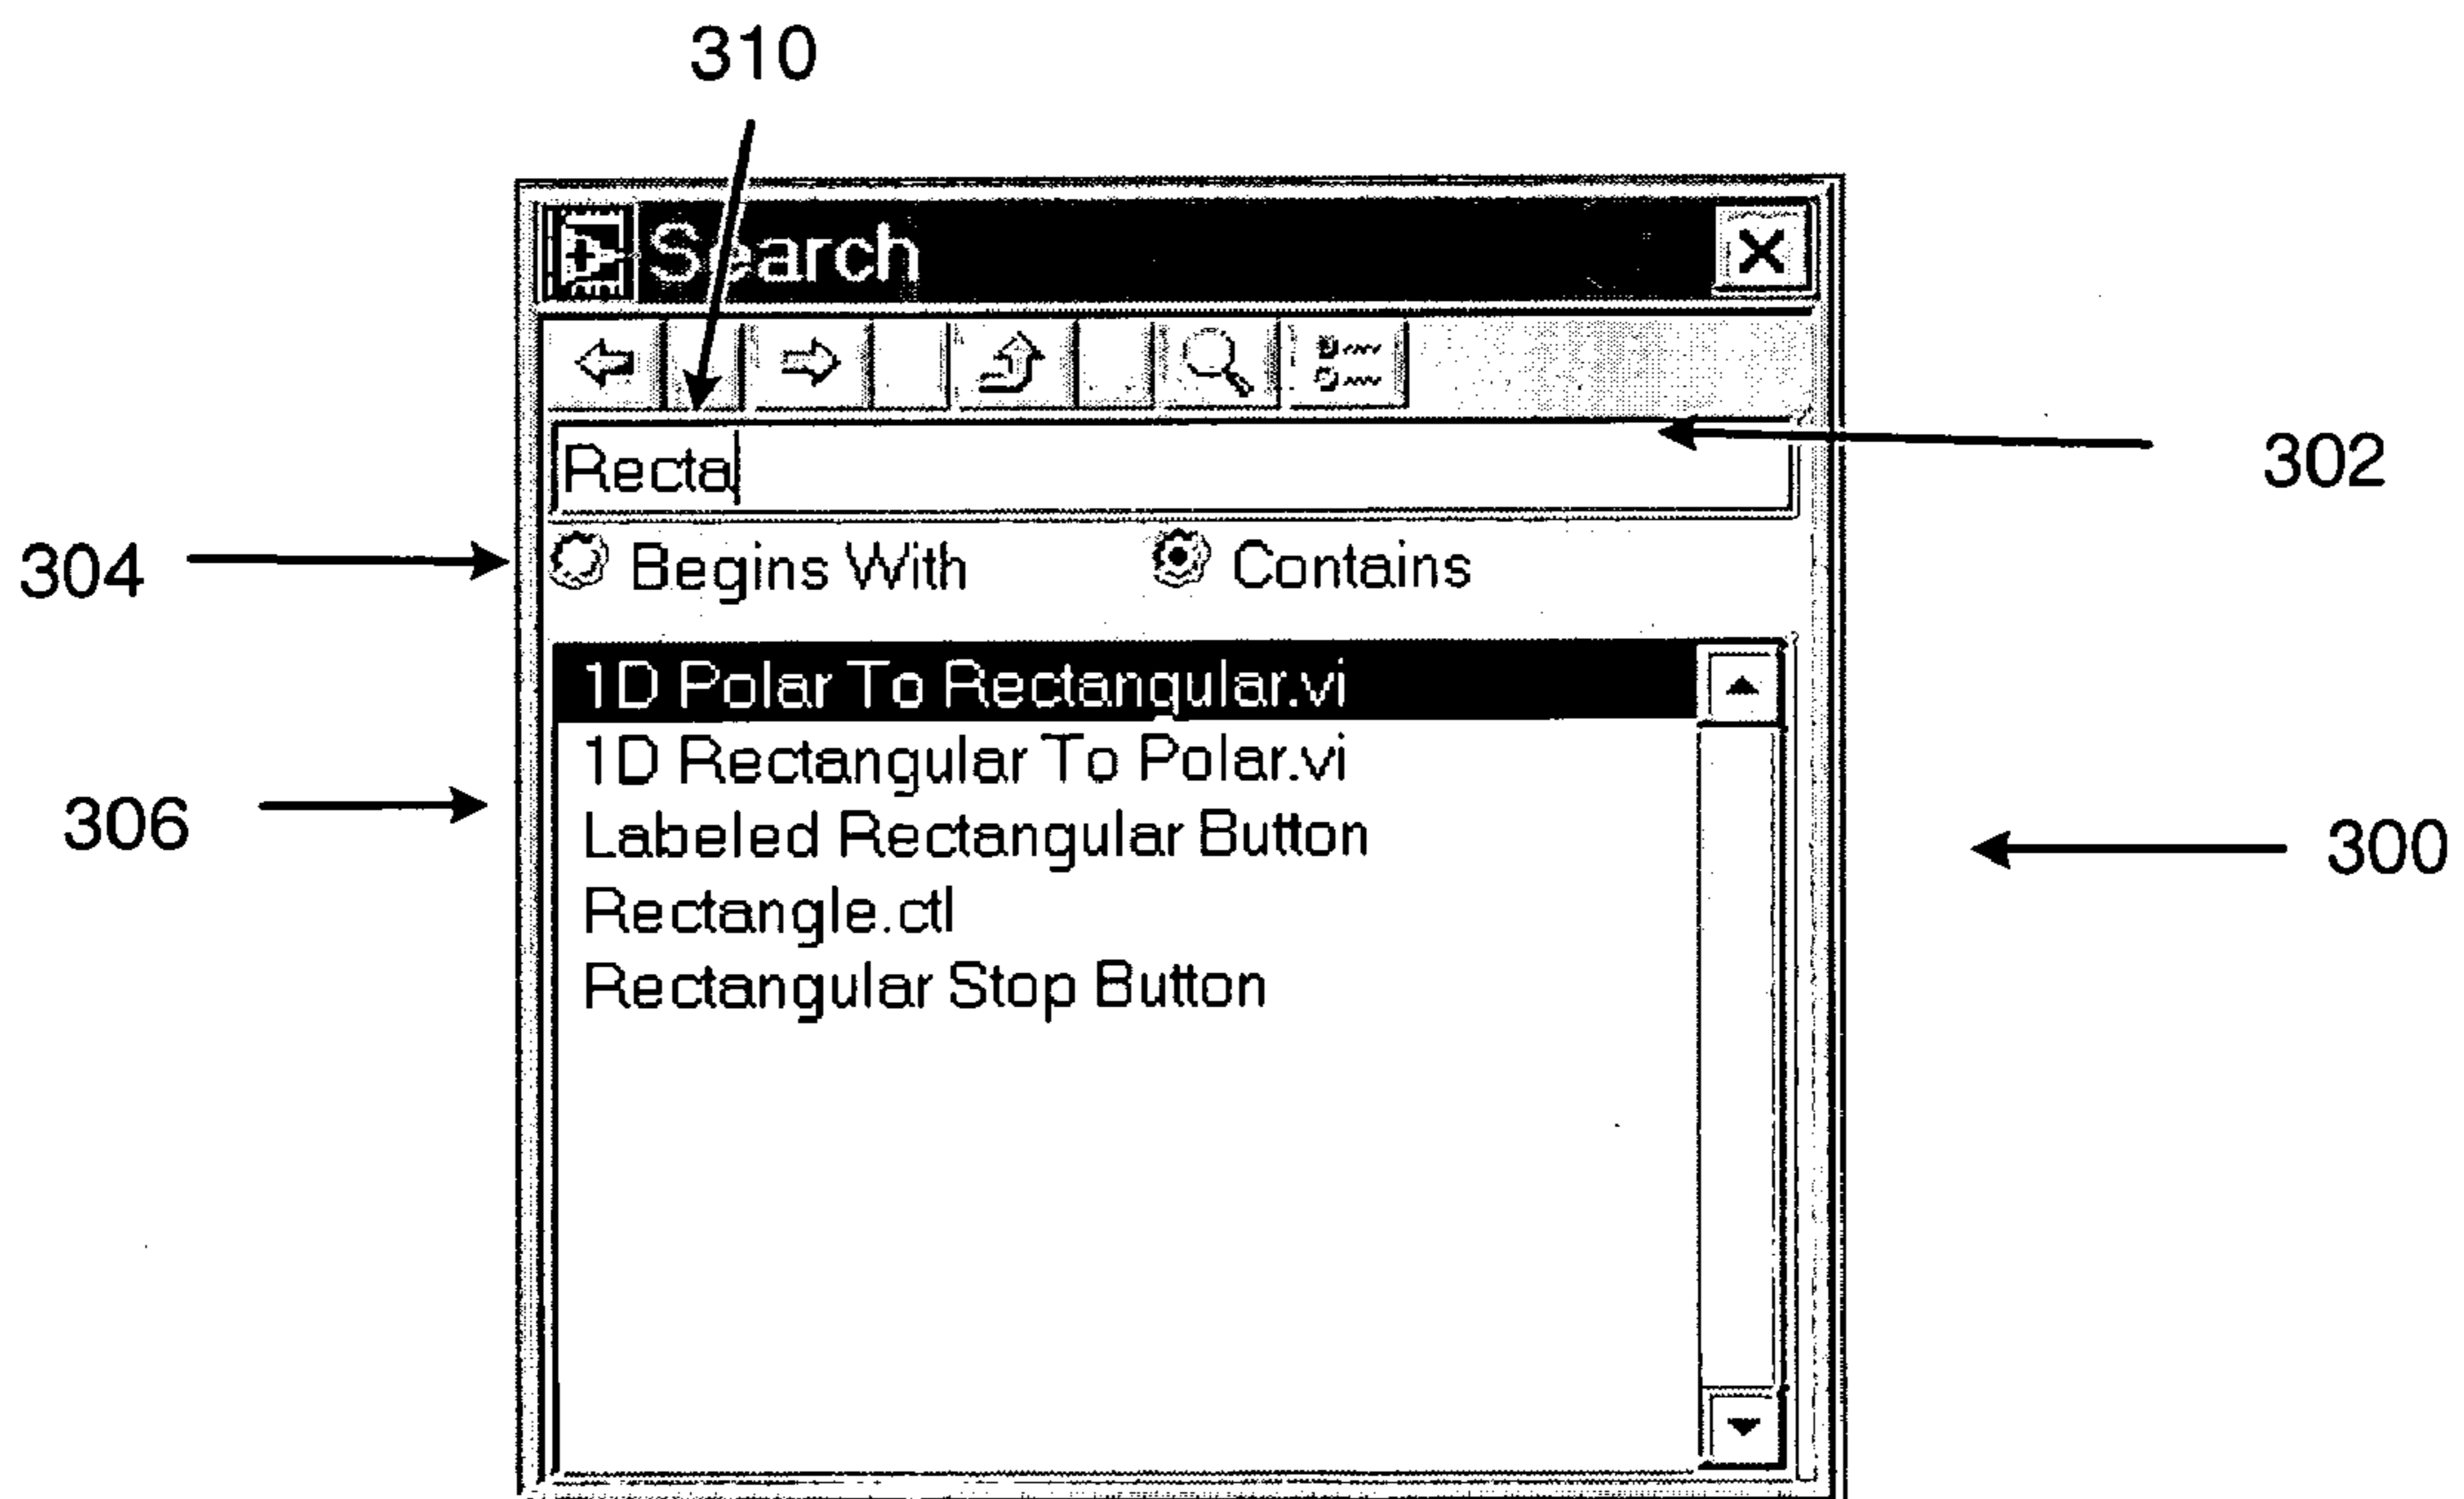 310
Search
Recta
302
304
Begins With Contains
1D Polar To Rectangular.vi
1D Rectangular To Polar.vi
306
Labeled Rectangular Button
300
Rectangle.ctl
Rectangular Stop Button